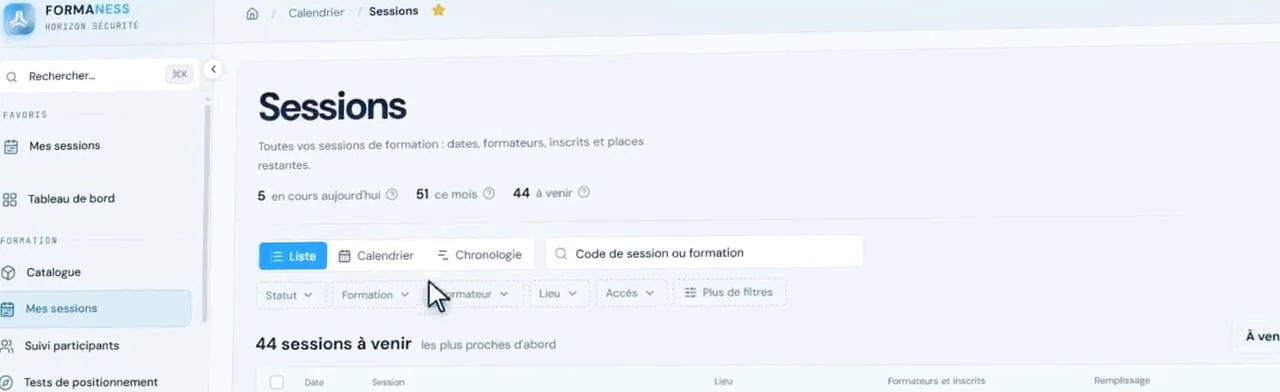 FORMANESS
HORIZON SÉCURITÉ
Calendrier / Sessions
Rechercher... ⌘K
FAVORIS
Mes sessions
Tableau de bord
FORMATION
Catalogue
Mes sessions
Suivi participants
Tests de positionnement
Sessions
Toutes vos sessions de formation : dates, formateurs, inscrits et places
restantes.
5 en cours aujourd'hui 51 ce mois 44 à venir
Liste Calendrier Chronologie Code de session ou formation
Statut Formation Lieu Accès Plus de filtres
44 sessions à venir les plus proches d'abord
Date Session Lieu Formateurs et inscrits Remplissage